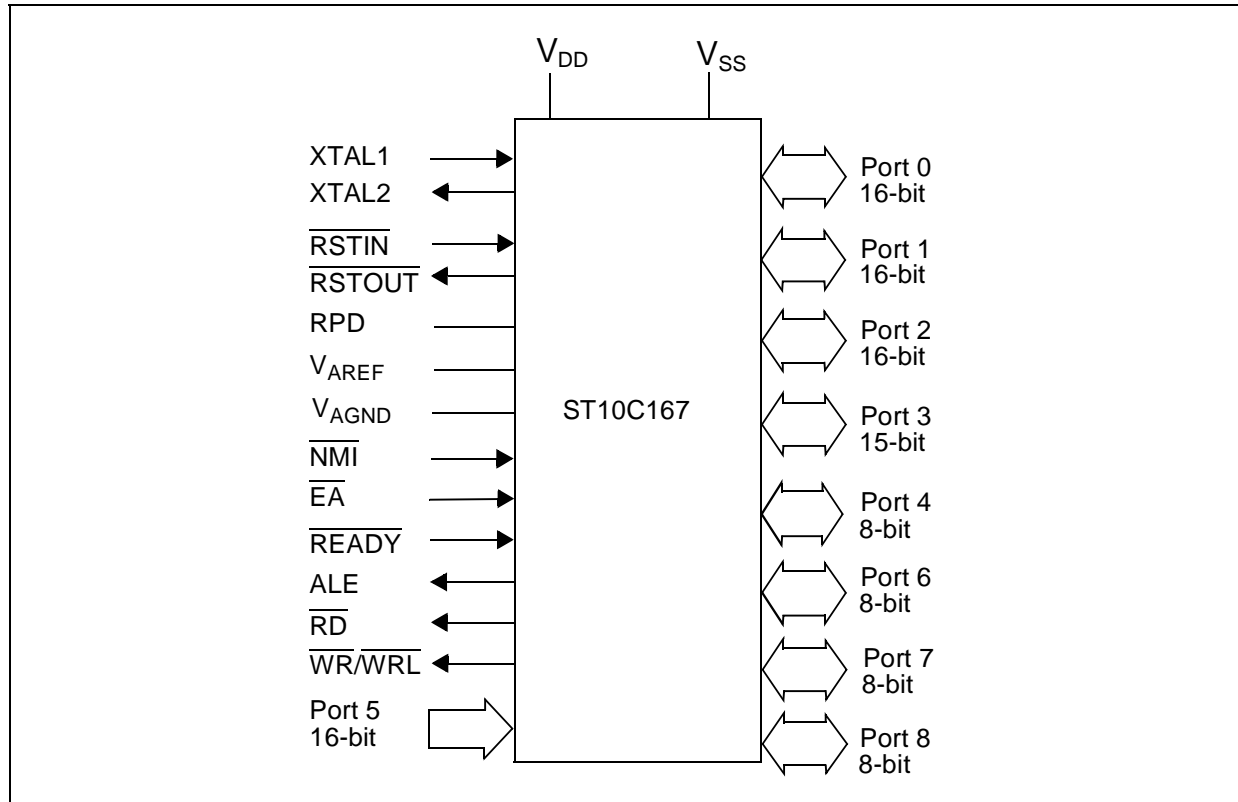 VDD
VSS
XTAL1
XTAL2
RSTIN
RSTOUT
RPD
VAREF
VAGND
NMI
EA
READY
ALE
RD
WR/WRL
Port 5
16-bit
ST10C167
Port 0
16-bit
Port 1
16-bit
Port 2
16-bit
Port 3
15-bit
Port 4
8-bit
Port 6
8-bit
Port 7
8-bit
Port 8
8-bit